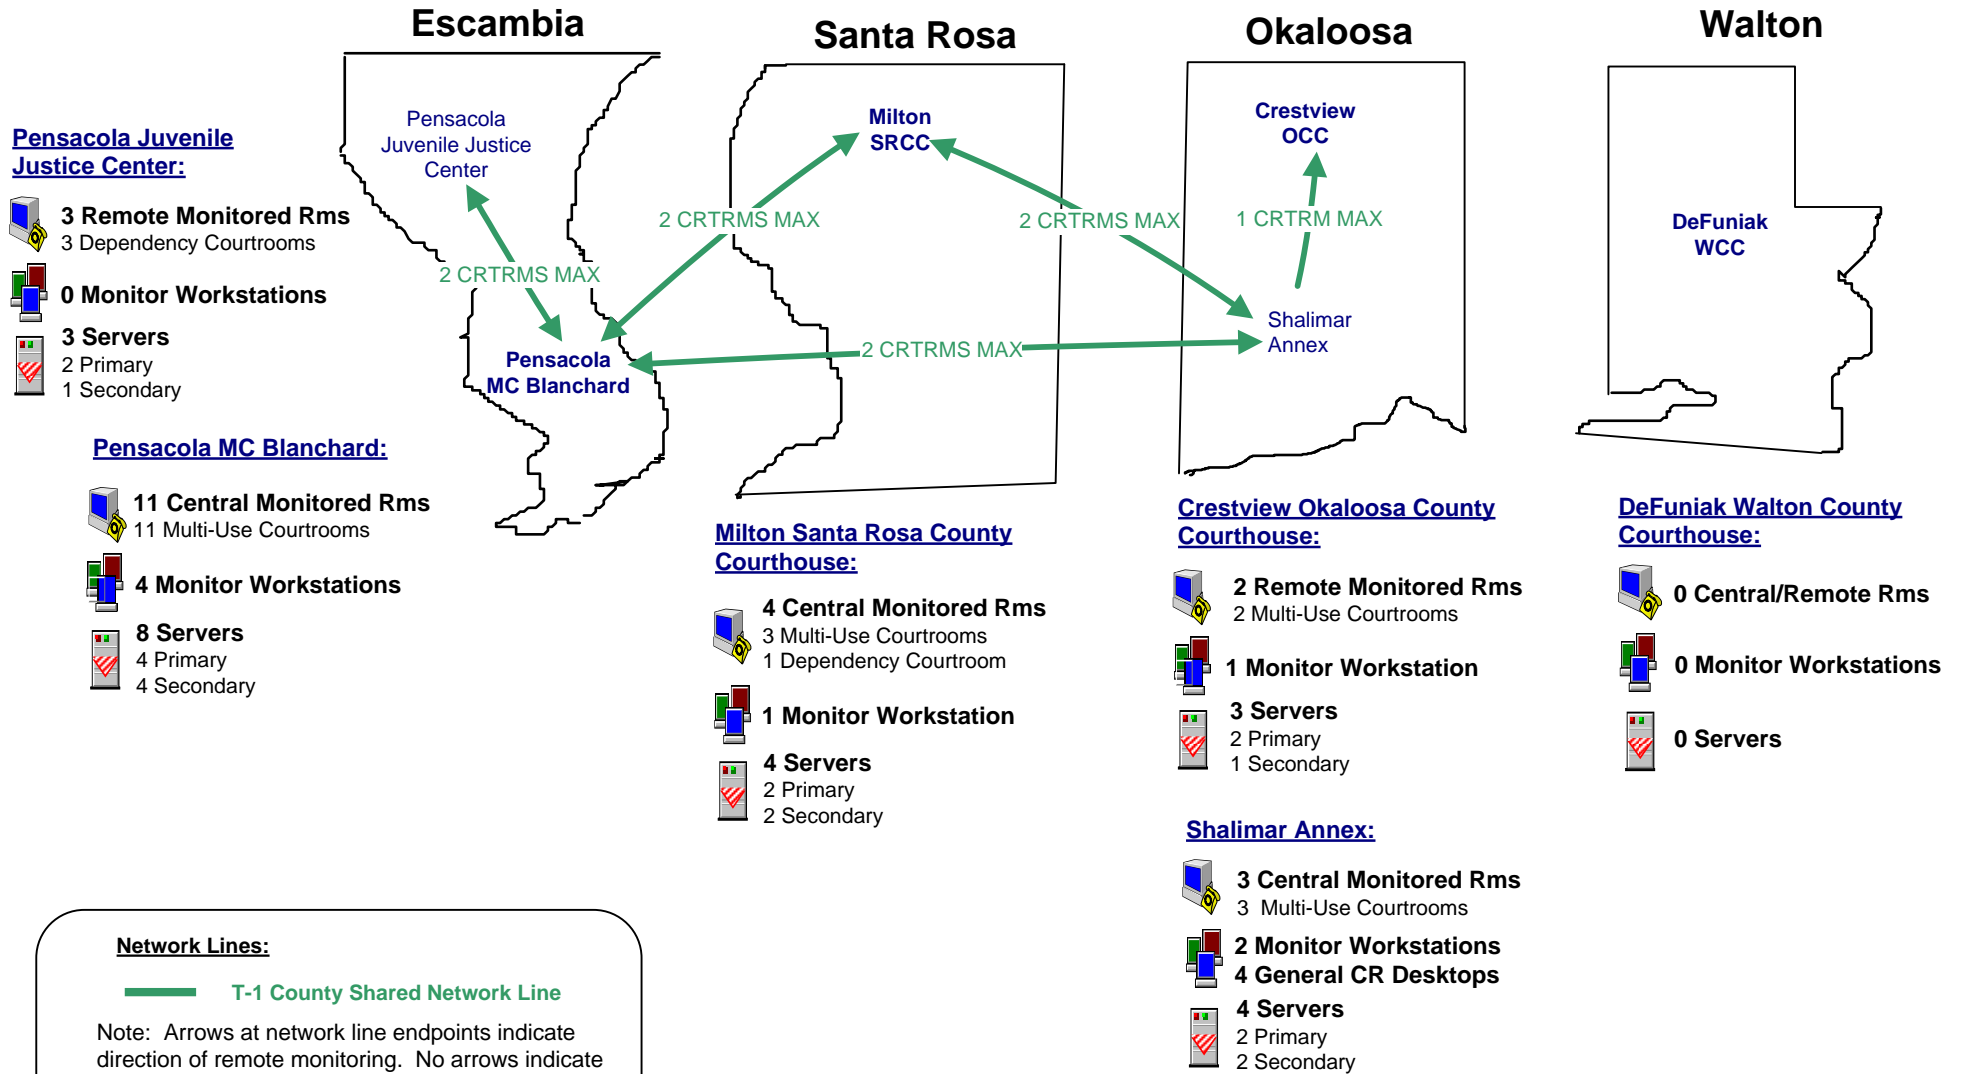 Escambia
Santa Rosa
Okaloosa
Walton
Pensacola
Juvenile Justice
Center
2 CRTRMS MAX
Pensacola
MC Blanchard
2 CRTRMS MAX
Milton
SRCC
2 CRTRMS MAX
2 CRTRMS MAX
Crestview
OCC
1 CRTRM MAX
Shalimar
Annex
DeFuniak
WCC
Pensacola Juvenile
Justice Center:
3 Remote Monitored Rms
3 Dependency Courtrooms
0 Monitor Workstations
3 Servers
2 Primary
1 Secondary
Pensacola MC Blanchard:
11 Central Monitored Rms
11 Multi-Use Courtrooms
4 Monitor Workstations
8 Servers
4 Primary
4 Secondary
Milton Santa Rosa County
Courthouse:
4 Central Monitored Rms
3 Multi-Use Courtrooms
1 Dependency Courtroom
1 Monitor Workstation
4 Servers
2 Primary
2 Secondary
Crestview Okaloosa County
Courthouse:
2 Remote Monitored Rms
2 Multi-Use Courtrooms
1 Monitor Workstation
3 Servers
2 Primary
1 Secondary
Shalimar Annex:
3 Central Monitored Rms
3 Multi-Use Courtrooms
2 Monitor Workstations
4 General CR Desktops
4 Servers
2 Primary
2 Secondary
DeFuniak Walton County
Courthouse:
0 Central/Remote Rms
0 Monitor Workstations
0 Servers
Network Lines:
T-1 County Shared Network Line
Note: Arrows at network line endpoints indicate
direction of remote monitoring. No arrows indicate